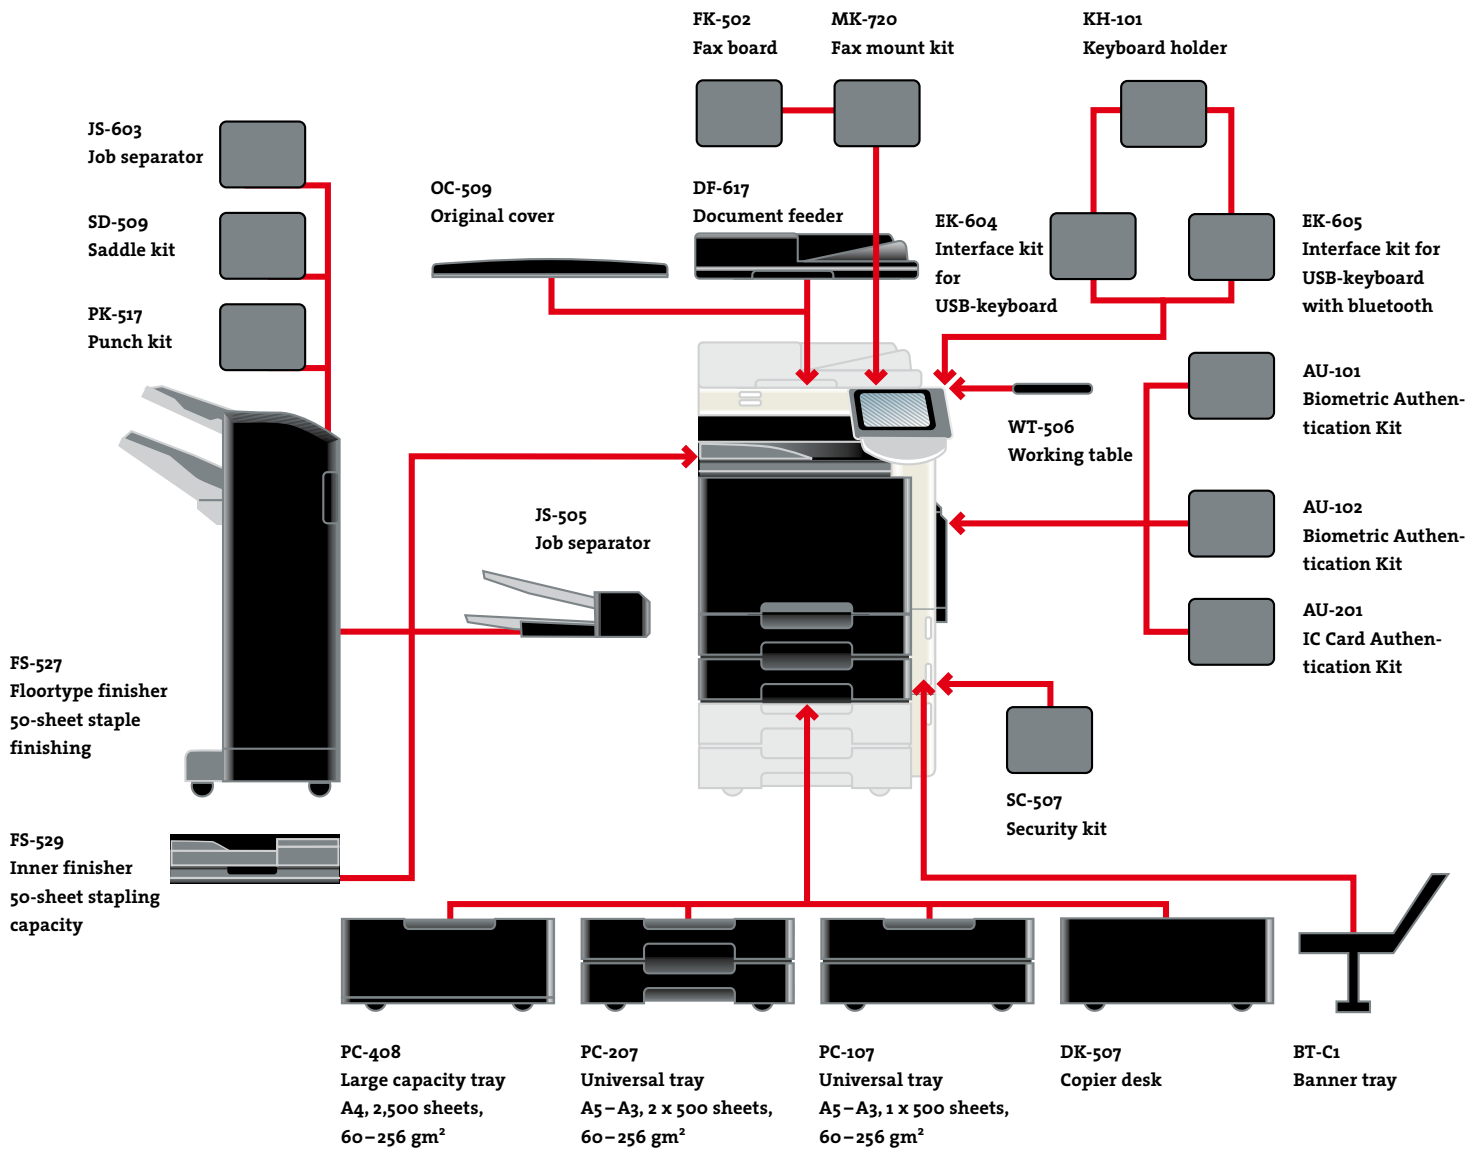 FK-502
Fax board
MK-720
Fax mount kit
KH-101
Keyboard holder
JS-603
Job separator
SD-509
Saddle kit
PK-517
Punch kit
OC-509
Original cover
DF-617
Document feeder
EK-604
Interface kit
for
USB-keyboard
EK-605
Interface kit for
USB-keyboard
with bluetooth
AU-101
Biometric Authen-
tication Kit
WT-506
Working table
AU-102
Biometric Authen-
tication Kit
JS-505
Job separator
AU-201
IC Card Authen-
tication Kit
FS-527
Floortype finisher
50-sheet staple
finishing
SC-507
Security kit
FS-529
Inner finisher
50-sheet stapling
capacity
PC-408
Large capacity tray
A4, 2,500 sheets,
60–256 gm²
PC-207
Universal tray
A5–A3, 2 x 500 sheets,
60–256 gm²
PC-107
Universal tray
A5–A3, 1 x 500 sheets,
60–256 gm²
DK-507
Copier desk
BT-C1
Banner tray